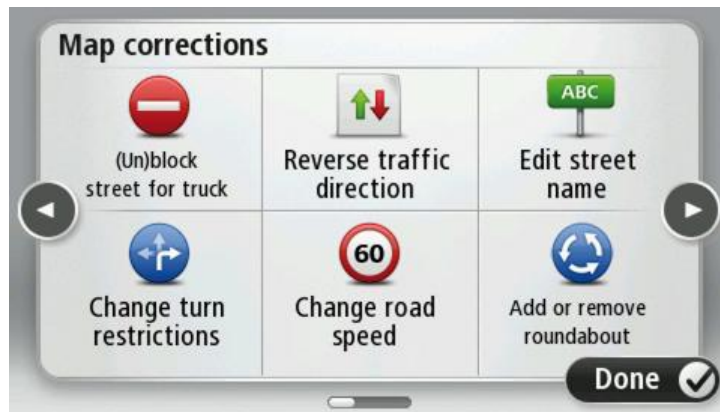 Map corrections
(Un)block
street for truck
Reverse traffic
direction
ABC
Edit street
name
Change turn
restrictions
60
Change road
speed
Add or remove
roundabout
Done